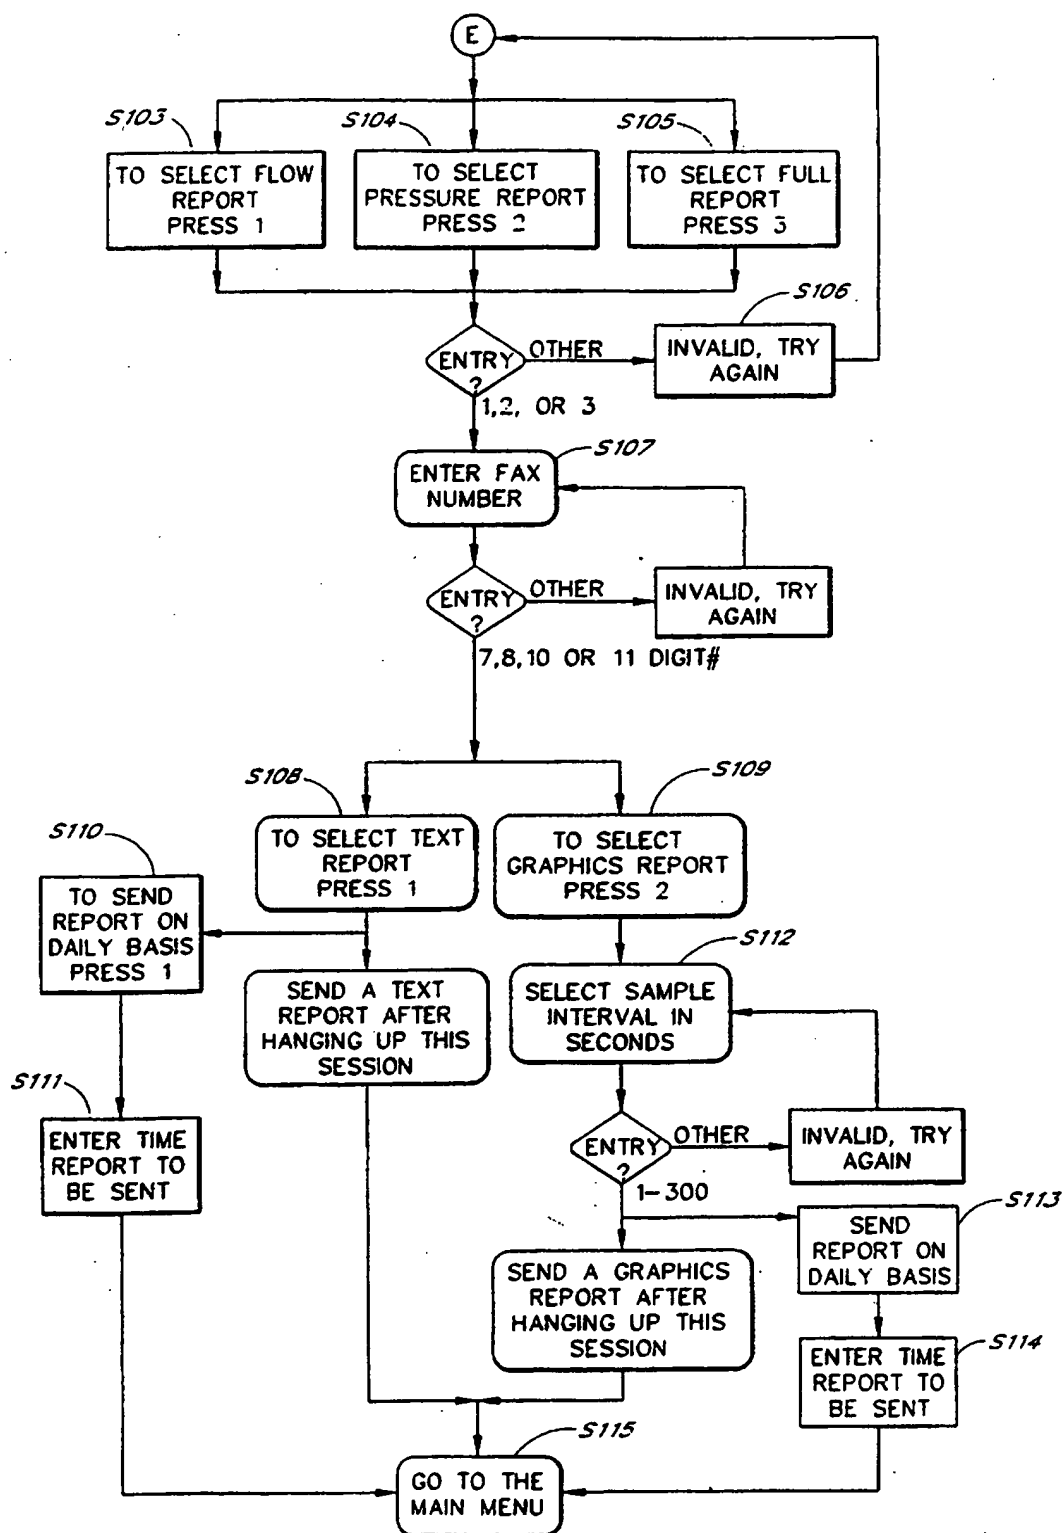 E
S103
TO SELECT FLOW
REPORT
PRESS 1
S104
TO SELECT
PRESSURE REPORT
PRESS 2
S105
TO SELECT FULL
REPORT
PRESS 3
S106
INVALID, TRY
AGAIN
ENTRY
?
OTHER
1,2, OR 3
S107
ENTER FAX
NUMBER
ENTRY
?
OTHER
INVALID, TRY
AGAIN
7,8,10 OR 11 DIGIT#
S108
TO SELECT TEXT
REPORT
PRESS 1
S109
TO SELECT
GRAPHICS REPORT
PRESS 2
S110
TO SEND
REPORT ON
DAILY BASIS
PRESS 1
SEND A TEXT
REPORT AFTER
HANGING UP THIS
SESSION
S112
SELECT SAMPLE
INTERVAL IN
SECONDS
S111
ENTER TIME
REPORT TO
BE SENT
ENTRY
?
OTHER
INVALID, TRY
AGAIN
1-300
S113
SEND
REPORT ON
DAILY BASIS
SEND A GRAPHICS
REPORT AFTER
HANGING UP THIS
SESSION
S114
ENTER TIME
REPORT TO
BE SENT
S115
GO TO THE
MAIN MENU